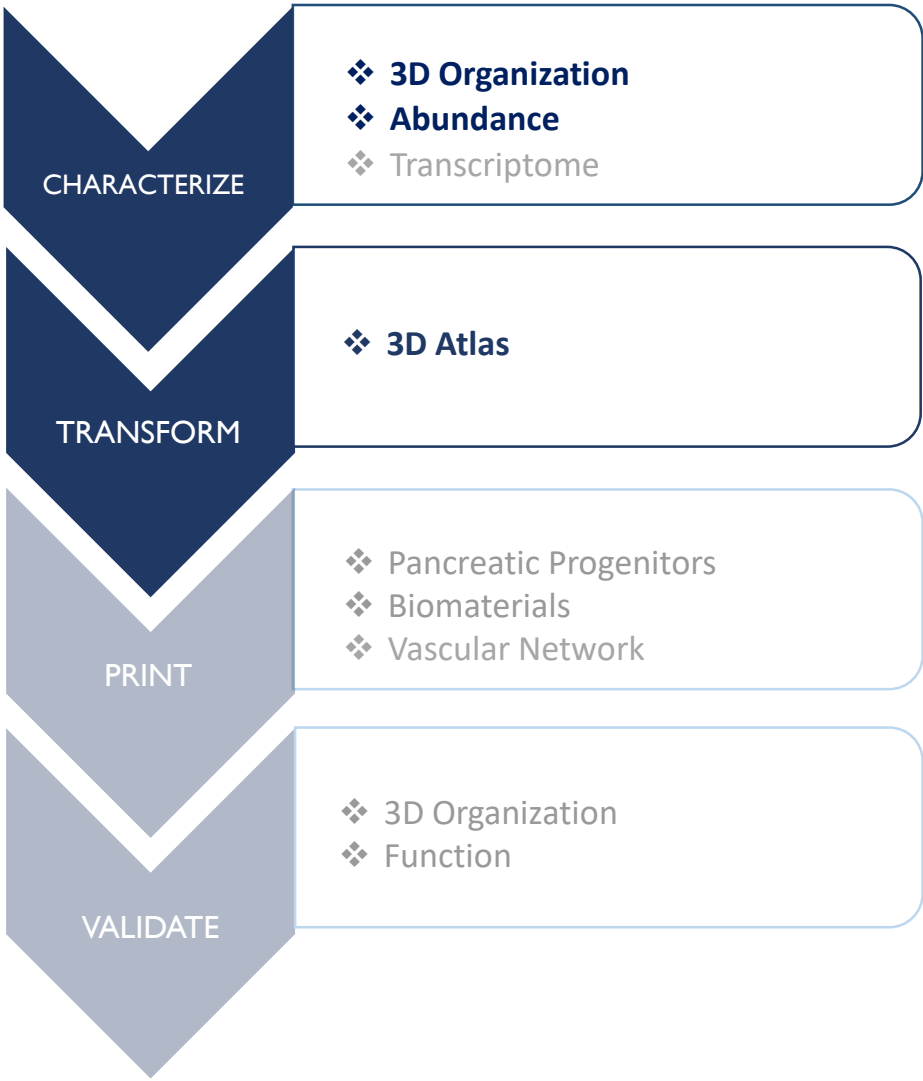 CHARACTERIZE
❖ 3D Organization
❖ Abundance
❖ Transcriptome
TRANSFORM
❖ 3D Atlas
PRINT
❖ Pancreatic Progenitors
❖ Biomaterials
❖ Vascular Network
VALIDATE
❖ 3D Organization
❖ Function